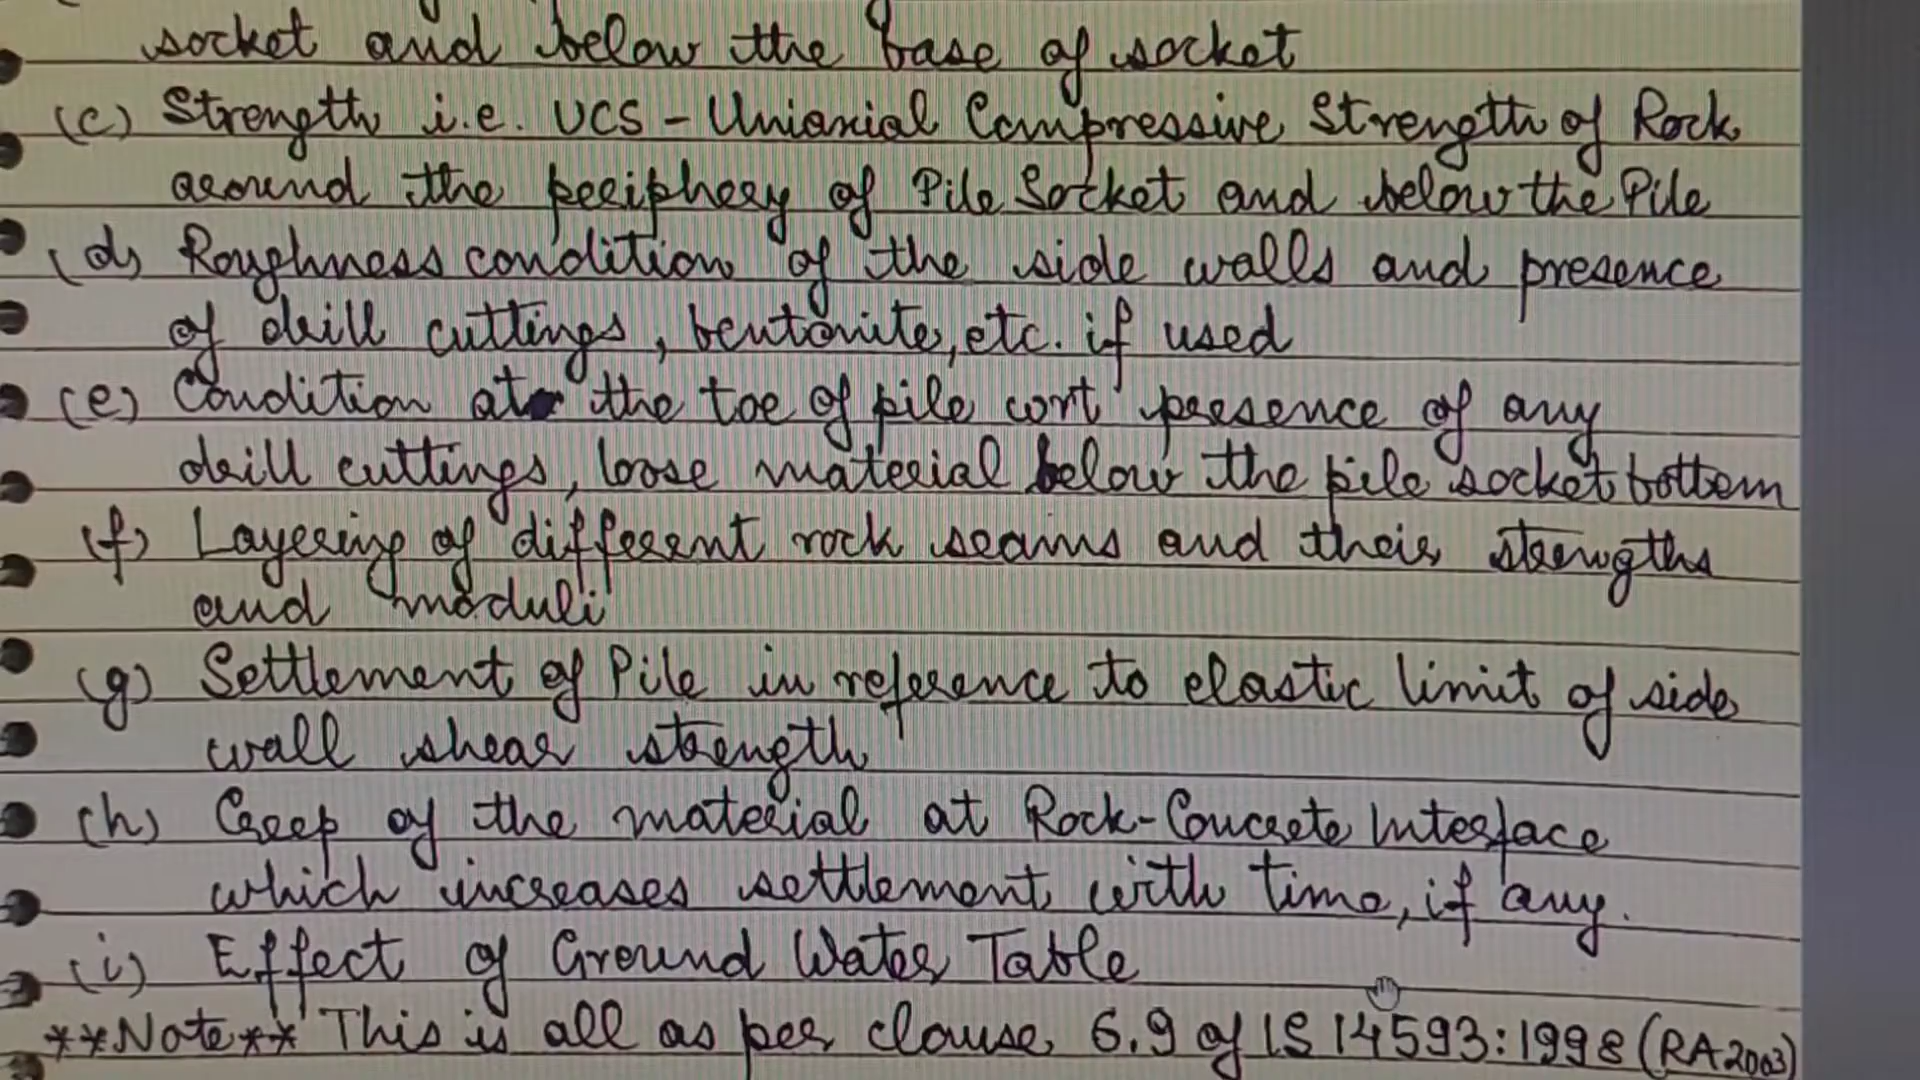 socket and below the base of socket
(c) Strength i.e. UCS - Uniaxial Compressive Strength of Rock
around the periphery of Pile Socket and below the Pile
(d) Roughness condition of the side walls and presence
of drill cuttings, bentonite, etc. if used
(e) Condition at the toe of pile wrt presence of any
drill cuttings, loose material below the pile socket bottom
(f) Layering of different rock seams and their strengths
and moduli
(g) Settlement of Pile in reference to elastic limit of side
wall shear strength
(h) Creep of the material at Rock-Concrete Interface
which increases settlement with time, if any.
(i) Effect of Ground Water Table
**Note** This is all as per clause 6.9 of IS 14593:1998 (RA2003)